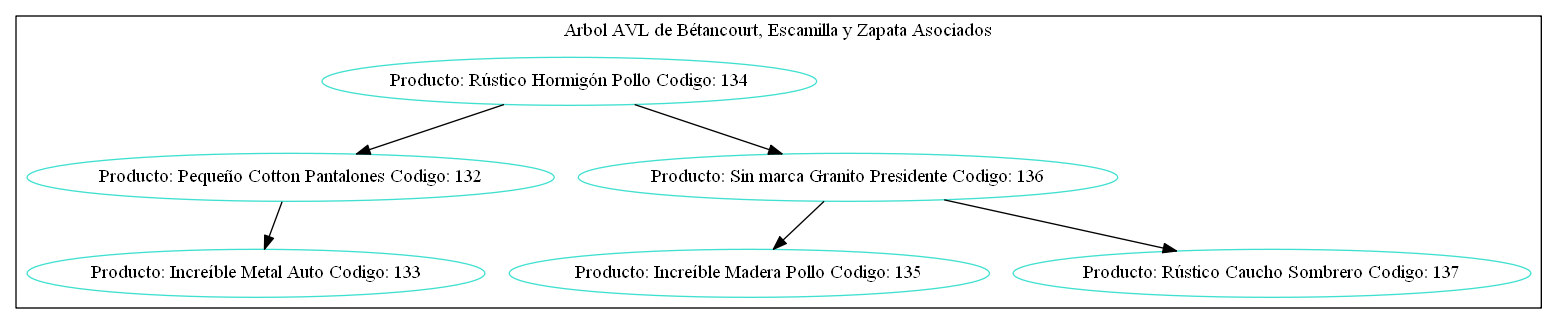 Arbol AVL de Bétancourt, Escamilla y Zapata Asociados
Producto: Rústico Hormigón Pollo Codigo: 134
Producto: Pequeño Cotton Pantalones Codigo: 132
Producto: Sin marca Granito Presidente Codigo: 136
Producto: Increíble Metal Auto Codigo: 133
Producto: Increíble Madera Pollo Codigo: 135
Producto: Rústico Caucho Sombrero Codigo: 137